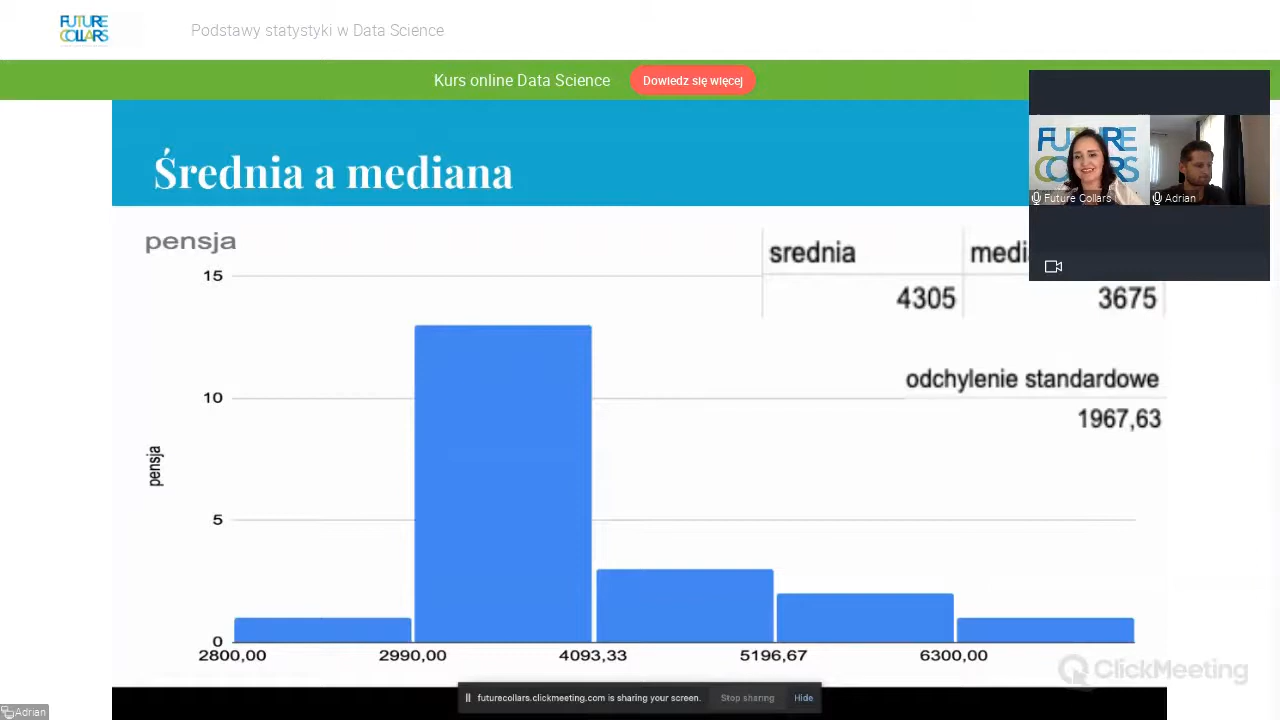 FUTURE
COLLARS
Podstawy statystyki w Data Science
Kurs online Data Science
Dowiedz się więcej
Średnia a mediana
FUTURE
Future Collars
Adrian
pensja
srednia
4305
3675
odchylenie standardowe
1967,63
15
10
5
0
pensja
2800,00
2990,00
4093,33
5196,67
6300,00
ClickMeeting
futurecollars.clickmeeting.com is sharing your screen.
Stop sharing
Hide
Adrian